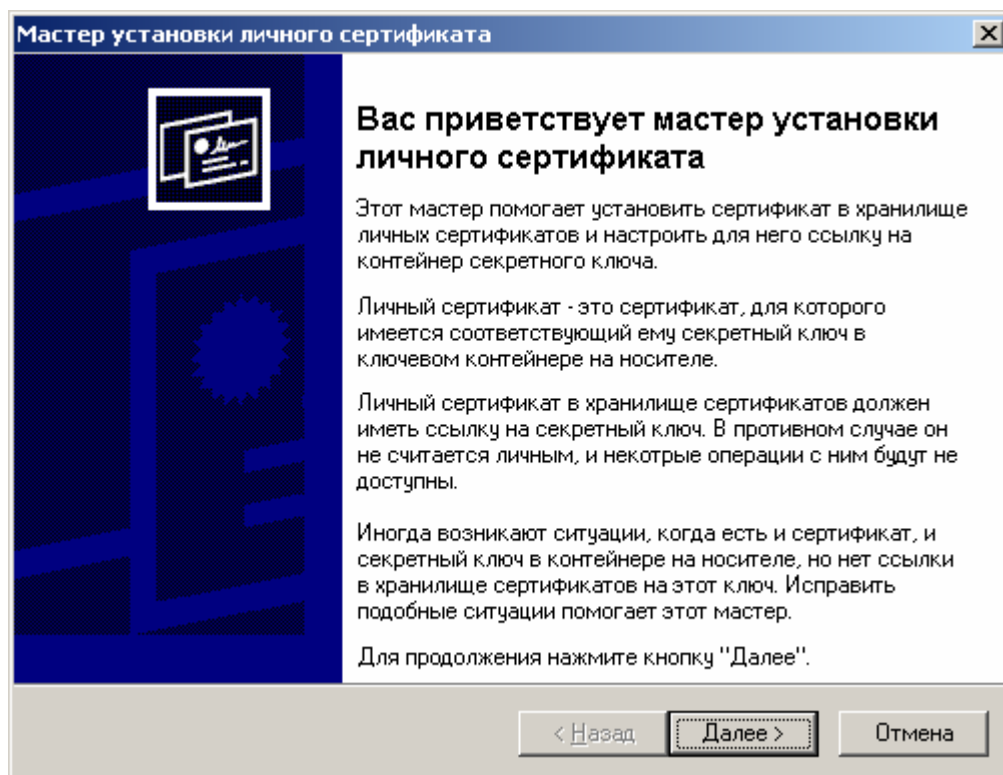 Мастер установки личного сертификата
Вас приветствует мастер установки
личного сертификата
Этот мастер помогает установить сертификат в хранилище
личных сертификатов и настроить для него ссылку на
контейнер секретного ключа.
Личный сертификат - это сертификат, для которого
имеется соответствующий ему секретный ключ в
ключевом контейнере на носителе.
Личный сертификат в хранилище сертификатов должен
иметь ссылку на секретный ключ. В противном случае он
не считается личным, и некотрые операции с ним будут не
доступны.
Иногда возникают ситуации, когда есть и сертификат, и
секретный ключ в контейнере на носителе, но нет ссылки
в хранилище сертификатов на этот ключ. Исправить
подобные ситуации помогает этот мастер.
Для продолжения нажмите кнопку "Далее".
< Назад Далее > Отмена